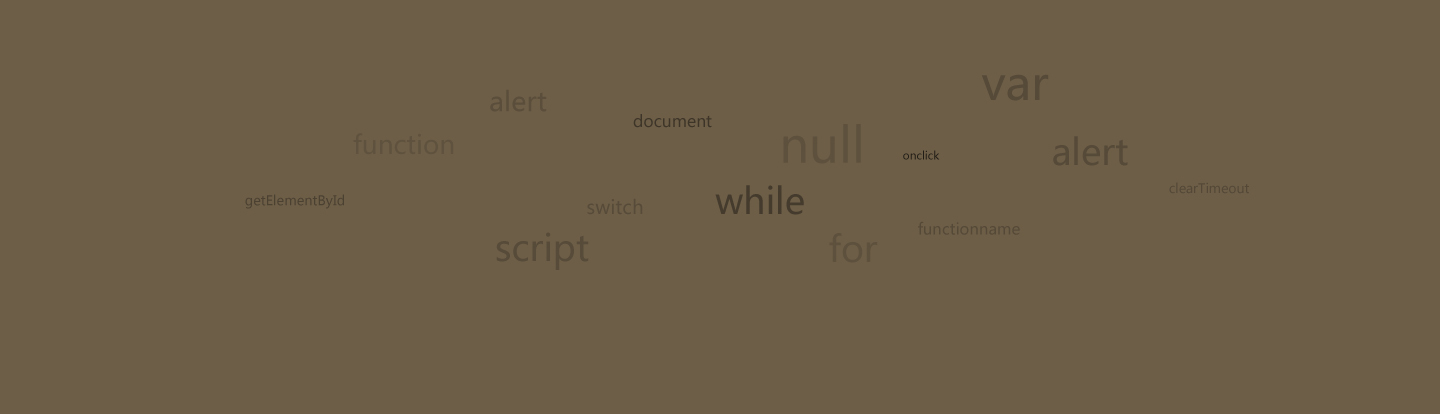 var
alert
document
function
null
onclick
alert
clearTimeout
getElementById
switch
while
functionname
script
for